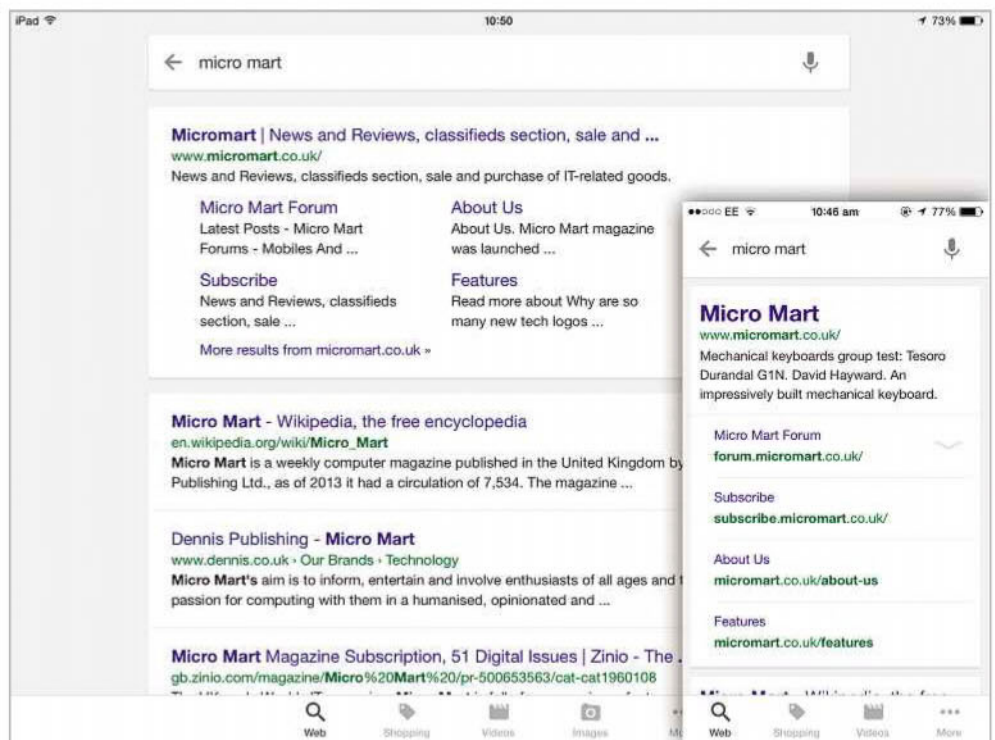 iPad 10:50 73%
micro mart
Micromart | News and Reviews, classifieds section, sale and ...
www.micromart.co.uk/
News and Reviews, classifieds section, sale and purchase of IT-related goods.
Micro Mart Forum
Latest Posts - Micro Mart
Forums - Mobiles And ...
About Us
About Us. Micro Mart magazine
was launched ...
Subscribe
News and Reviews, classifieds
section, sale ...
Features
Read more about Why are so
many new tech logos ...
More results from micromart.co.uk »
Micro Mart - Wikipedia, the free encyclopedia
en.wikipedia.org/wiki/Micro_Mart
Micro Mart is a weekly computer magazine published in the United Kingdom by
Publishing Ltd., as of 2013 it had a circulation of 7,534. The magazine ...
Dennis Publishing - Micro Mart
www.dennis.co.uk › Our Brands › Technology
Micro Mart's aim is to inform, entertain and involve enthusiasts of all ages and
passion for computing with them in a humanised, opinionated and ...
Micro Mart Magazine Subscription, 51 Digital Issues | Zinio - The
gb.zinio.com/magazine/Micro%20Mart%20/pr-500653563/cat-cat1960108
Web Shopping Videos Images
EE 10:46 am 77%
micro mart
Micro Mart
www.micromart.co.uk/
Mechanical keyboards group test: Tesoro
Durandal G1N. David Hayward. An
impressively built mechanical keyboard.
Micro Mart Forum
forum.micromart.co.uk/
Subscribe
subscribe.micromart.co.uk/
About Us
micromart.co.uk/about-us
Features
micromart.co.uk/features
Web Shopping Videos More